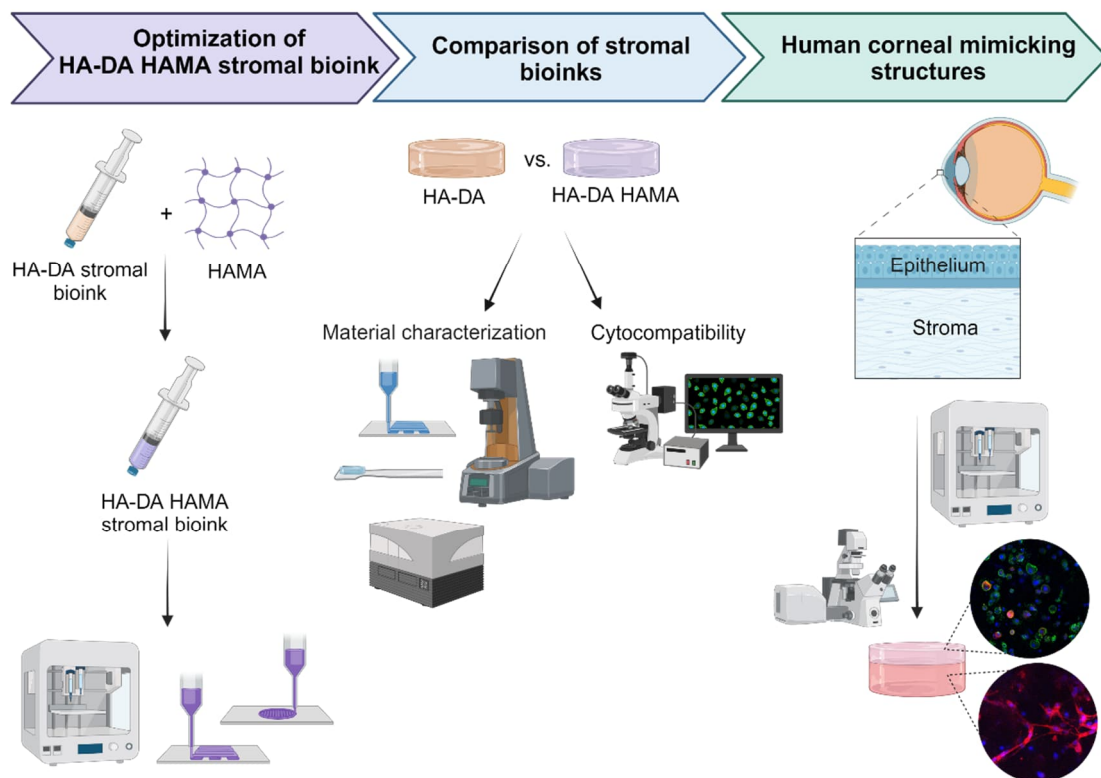 Optimization of
HA-DA HAMA stromal bioink
Comparison of stromal
bioinks
Human corneal mimicking
structures
+
HA-DA stromal
bioink
HAMA
HA-DA HAMA
stromal bioink
vs.
HA-DA
HA-DA HAMA
Material characterization
Cytocompatibility
Epithelium
Stroma